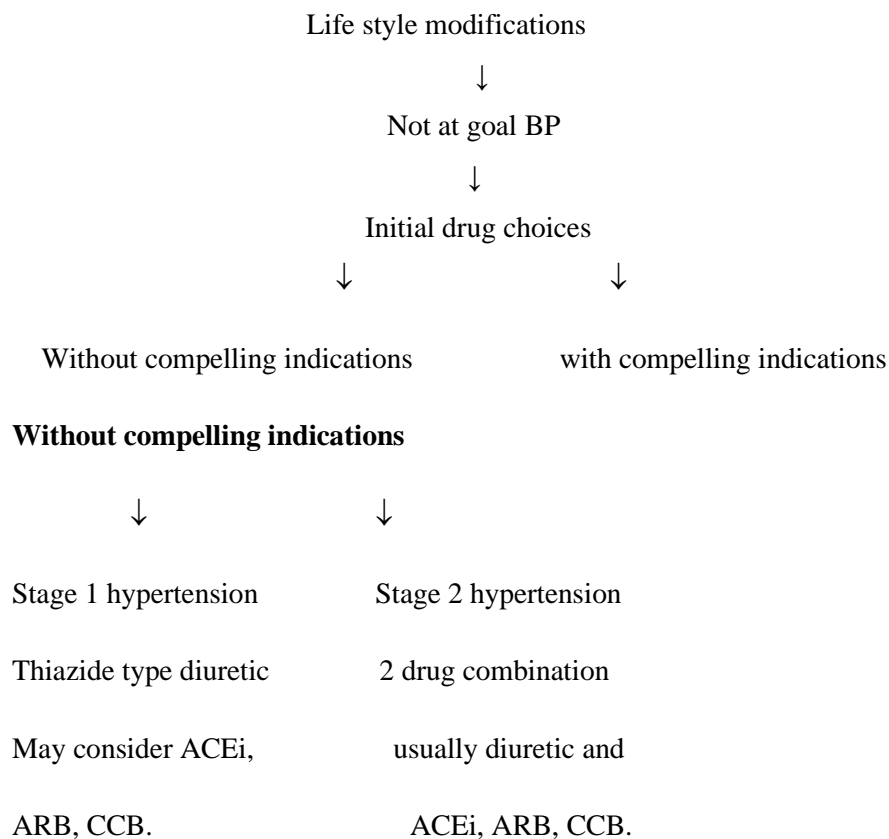 Life style modifications
↓
Not at goal BP
↓
Initial drug choices
↓ ↓
Without compelling indications with compelling indications
Without compelling indications
↓ ↓
Stage 1 hypertension Stage 2 hypertension
Thiazide type diuretic 2 drug combination
May consider ACEi, usually diuretic and
ARB, CCB. ACEi, ARB, CCB.